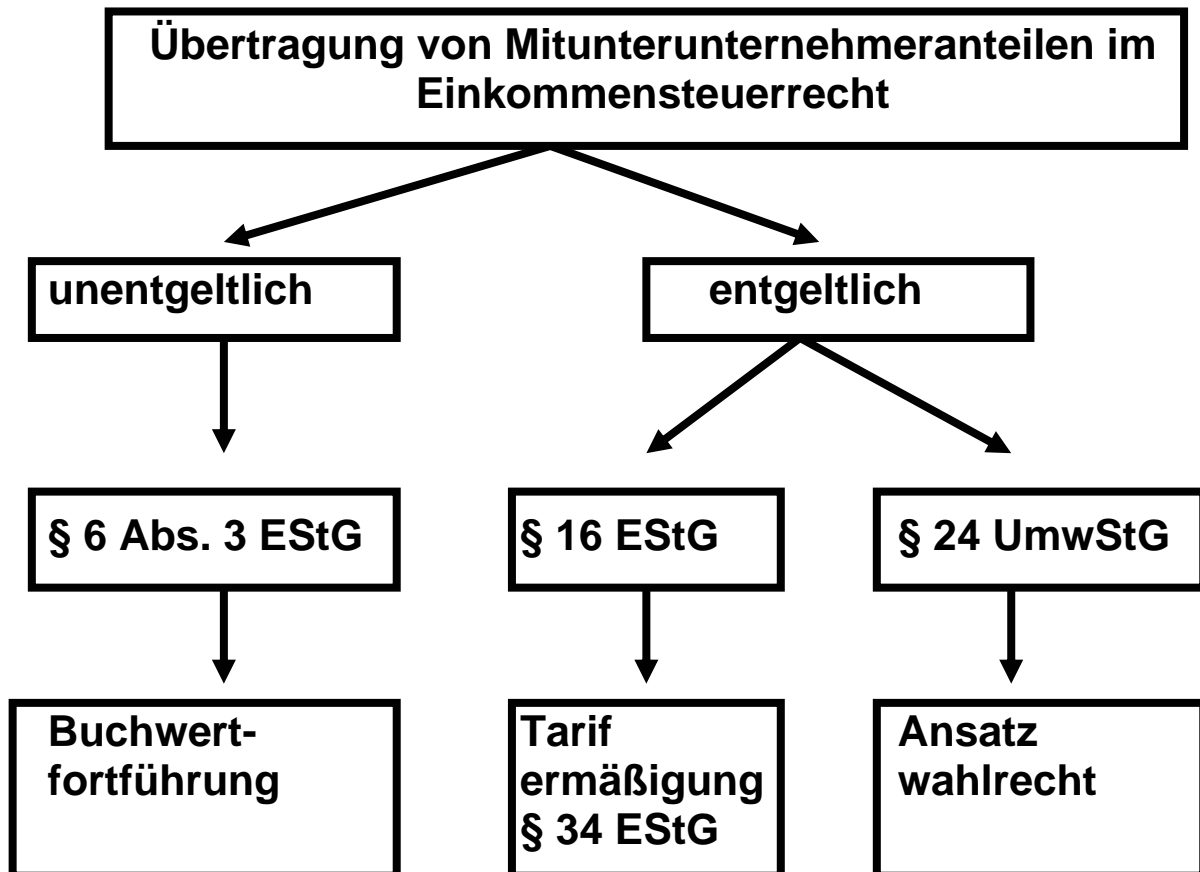 Übertragung von Mitunterunternehmeranteilen im
Einkommensteuerrecht
unentgeltlich
entgeltlich
§ 6 Abs. 3 EStG
§ 16 EStG
§ 24 UmwStG
Buchwert-
fortführung
Tarif
ermäßigung
§ 34 EStG
Ansatz
wahlrecht